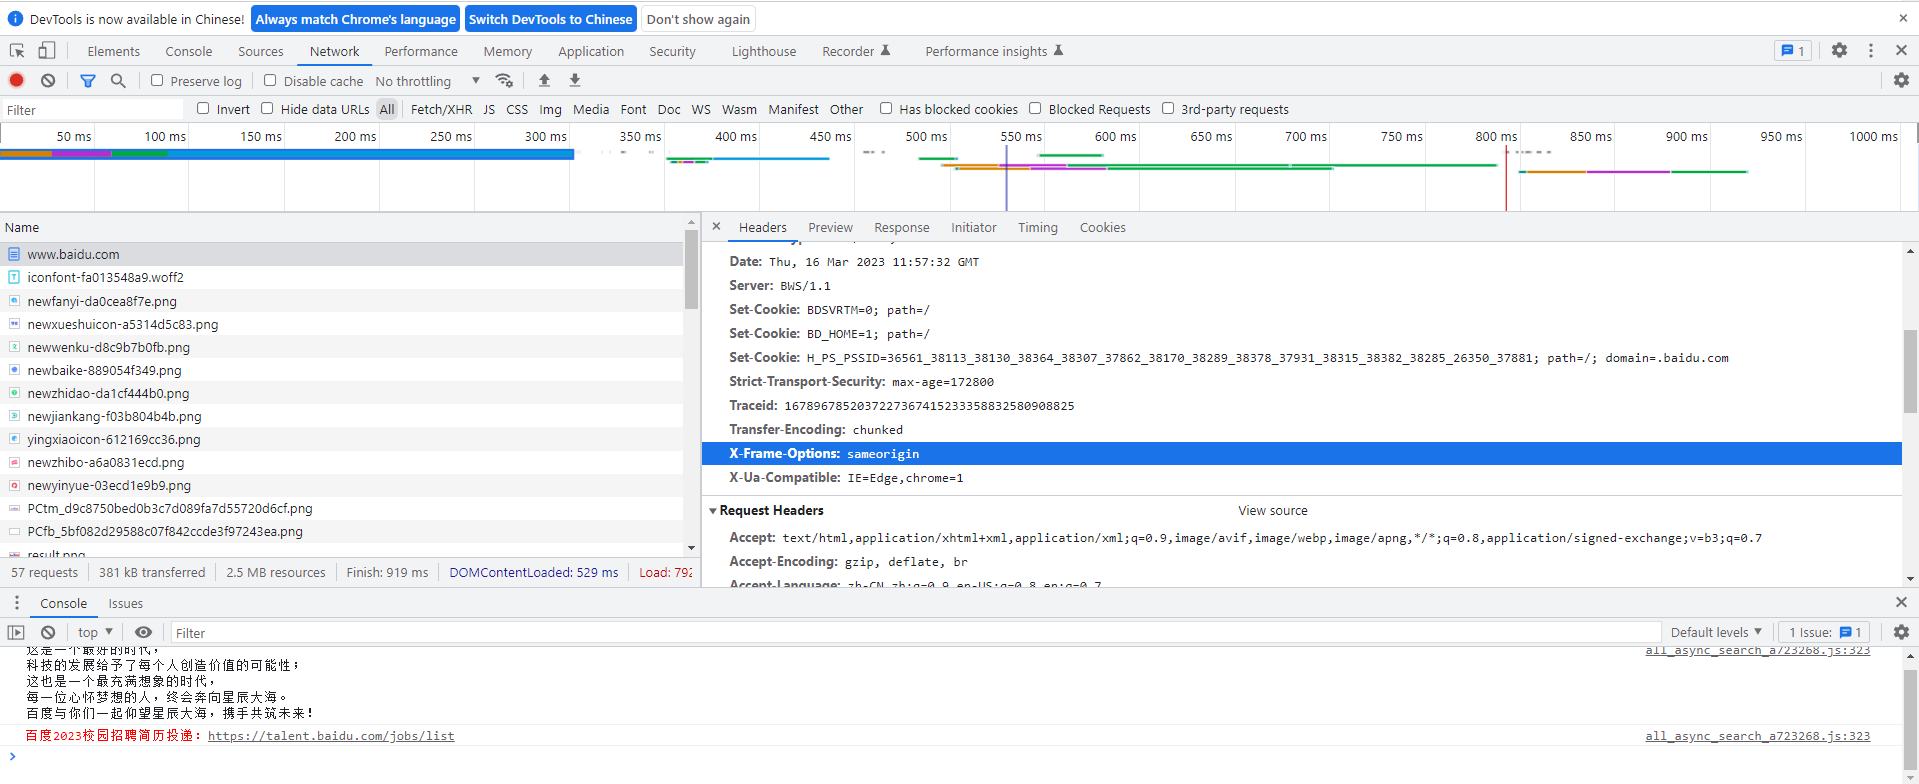 DevTools is now available in Chinese! Always match Chrome's language Switch DevTools to Chinese Don't show again
Elements Console Sources Network Performance Memory Application Security Lighthouse Recorder Performance insights 1
Preserve log Disable cache No throttling
Filter Invert Hide data URLs All Fetch/XHR JS CSS Img Media Font Doc WS Wasm Manifest Other Has blocked cookies Blocked Requests 3rd-party requests
50 ms 100 ms 150 ms 200 ms 250 ms 300 ms 350 ms 400 ms 450 ms 500 ms 550 ms 600 ms 650 ms 700 ms 750 ms 800 ms 850 ms 900 ms 950 ms 1000 ms
Name
www.baidu.com
iconfont-fa013548a9.woff2
newfanyi-da0cea8f7e.png
newxueshuicon-a5314d5c83.png
newwenku-d8c9b7b0fb.png
newbaike-889054f349.png
newzhidao-da1cf444b0.png
newjiankang-f03b804b4b.png
yingxiaoicon-612169cc36.png
newzhibo-a6a0831ecd.png
newyinyue-03ecd1e9b9.png
PCtm_d9c8750bed0b3c7d089fa7d55720d6cf.png
PCfb_5bf082d29588c07f842ccde3f97243ea.png
result.png
57 requests 381 kB transferred 2.5 MB resources Finish: 919 ms DOMContentLoaded: 529 ms Load: 792
Headers Preview Response Initiator Timing Cookies
Date: Thu, 16 Mar 2023 11:57:32 GMT
Server: BWS/1.1
Set-Cookie: BDSVRTM=0; path=/
Set-Cookie: BD_HOME=1; path=/
Set-Cookie: H_PS_PSSID=36561_38113_38130_38364_38307_37862_38170_38289_38378_37931_38315_38382_38285_26350_37881; path=/; domain=.baidu.com
Strict-Transport-Security: max-age=172800
Traceid: 1678967852037227367415233358832580908825
Transfer-Encoding: chunked
X-Frame-Options: sameorigin
X-Ua-Compatible: IE=Edge,chrome=1
Request Headers View source
Accept: text/html,application/xhtml+xml,application/xml;q=0.9,image/avif,image/webp,image/apng,*/*;q=0.8,application/signed-exchange;v=b3;q=0.7
Accept-Encoding: gzip, deflate, br
Accept-Language: zh-CN,zh;q=0.9,en-US;q=0.8,en;q=0.7
Console Issues
top Filter Default levels 1 Issue: 1
这是一个最好的时代, all_async_search_a723268.js:323
科技的发展给予了每个人创造价值的可能性;
这也是一个最充满想象的时代,
每一位心怀梦想的人，终会奔向星辰大海。
百度与你们一起仰望星辰大海，携手共筑未来!
百度2023校园招聘简历投递: https://talent.baidu.com/jobs/list all_async_search_a723268.js:323